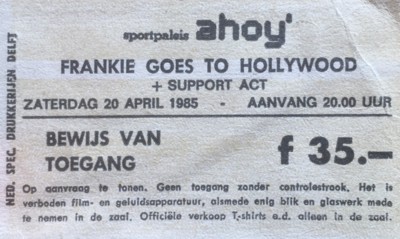 sportpaleis ahoy'
FRANKIE GOES TO HOLLYWOOD
+ SUPPORT ACT
ZATERDAG 20 APRIL 1985 - AANVANG 20.00 UUR
BEWIJS VAN
TOEGANG
f 35.—
Op aanvraag te tonen. Geen toegang zonder controlestrook. Het is
verboden film- en geluidsapparatuur, alsmede enig blik en glaswerk mede
te nemen in de zaal. Officiële verkoop T.-shirts e.d. alleen in de zaal.
NED. SPEC. DRUKKERIJEN DELFT